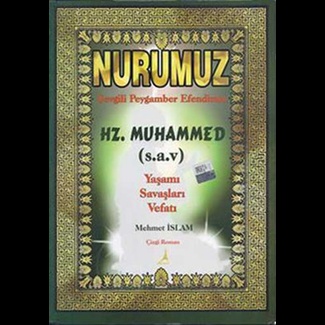 NURUMUZ
Sevgili Peygamber Efendimiz
HZ. MUHAMMED
(s.a.v)
Yaşamı
Savaşları
Vefatı
Mehmet İSLAM
Çizgi Roman